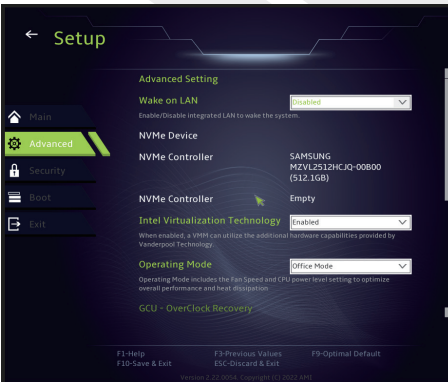 Setup
Advanced Setting
Wake on LAN
Disabled
Enable/Disable integrated LAN to wake the system.
Main
NVMe Device
Advanced
NVMe Controller
SAMSUNG
MZVL2512HCJQ-00B00
(512.1GB)
Security
Boot
NVMe Controller
Empty
Exit
Intel Virtualization Technology
Enabled
When enabled, a VMM can utilize the additional hardware capabilities provided by
Vanderpool Technology.
Operating Mode
Office Mode
Operating Mode includes the Fan Speed and CPU power level setting to optimize
overall performance and heat dissipation
GCU - OverClock Recovery
F1-Help
F3-Previous Values
F9-Optimal Default
F10-Save & Exit
ESC-Discard & Exit
Version 2.22.0054. Copyright (C) 2022 AMI